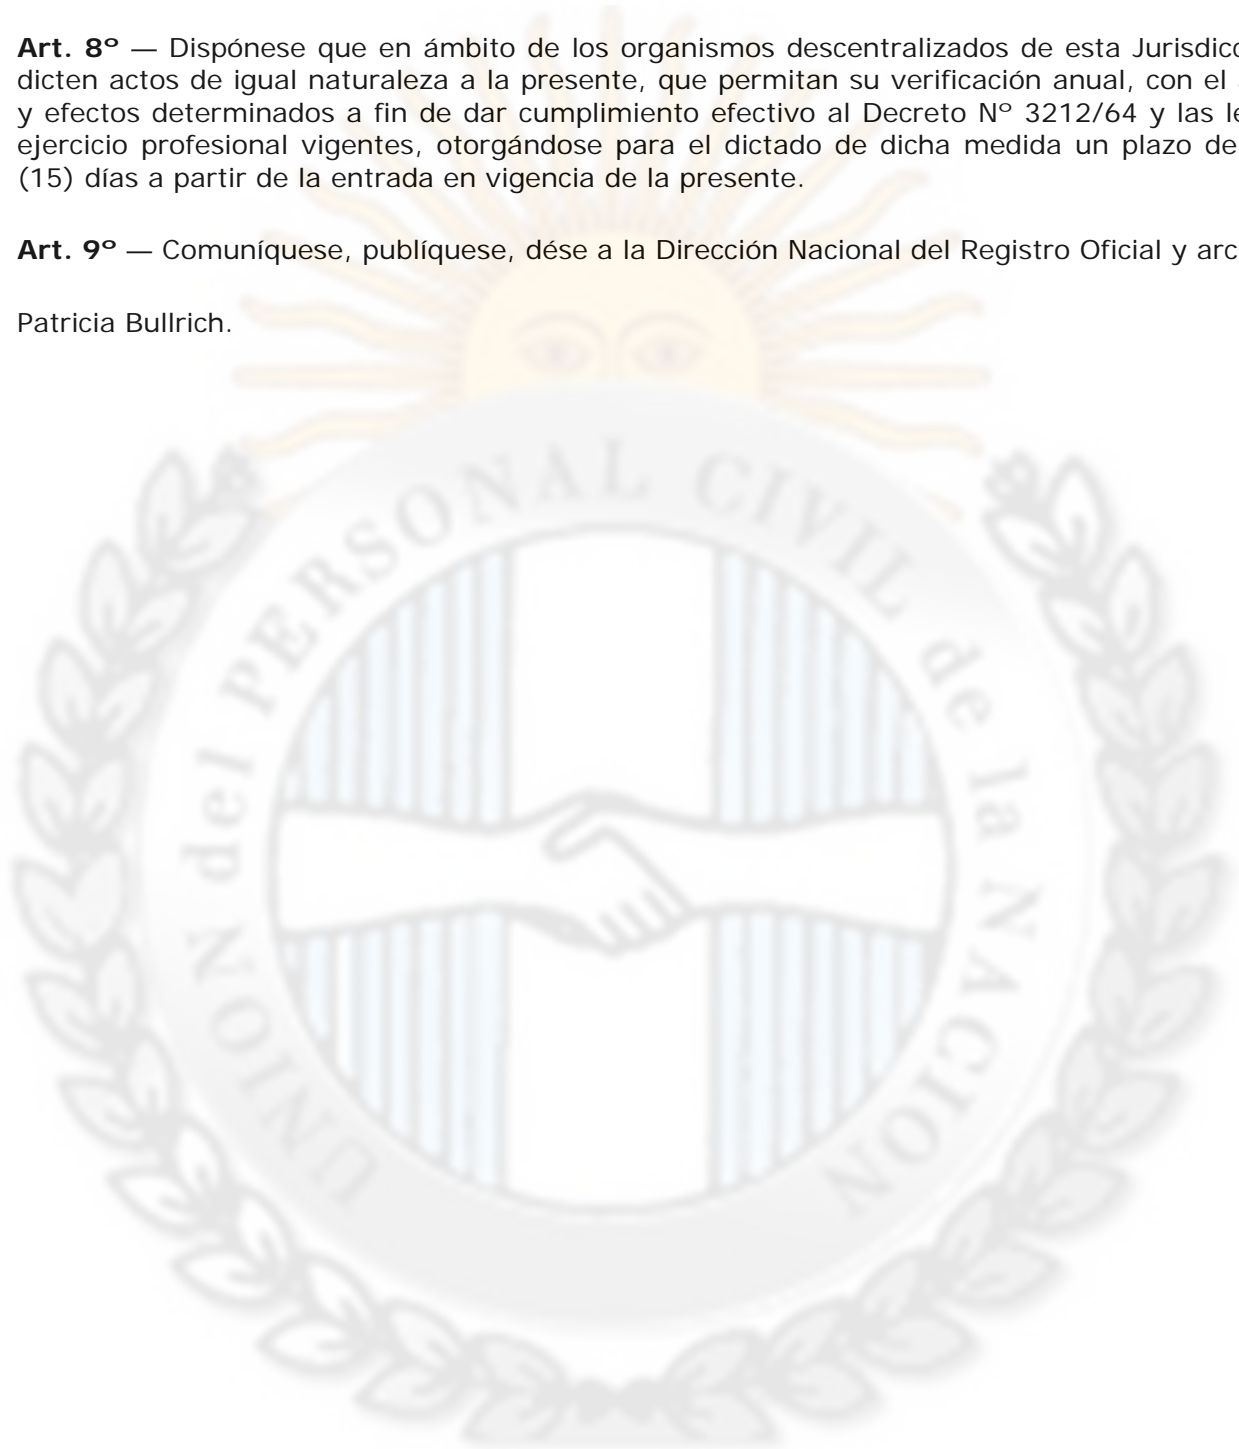 Art. 8º — Dispónese que en ámbito de los organismos descentralizados de esta Jurisdicc
dicten actos de igual naturaleza a la presente, que permitan su verificación anual, con el
y efectos determinados a fin de dar cumplimiento efectivo al Decreto Nº 3212/64 y las le
ejercicio profesional vigentes, otorgándose para el dictado de dicha medida un plazo de
(15) días a partir de la entrada en vigencia de la presente.
Art. 9º — Comuníquese, publíquese, dése a la Dirección Nacional del Registro Oficial y arc
Patricia Bullrich.
UNION del PERSONAL CIVIL de la NACION